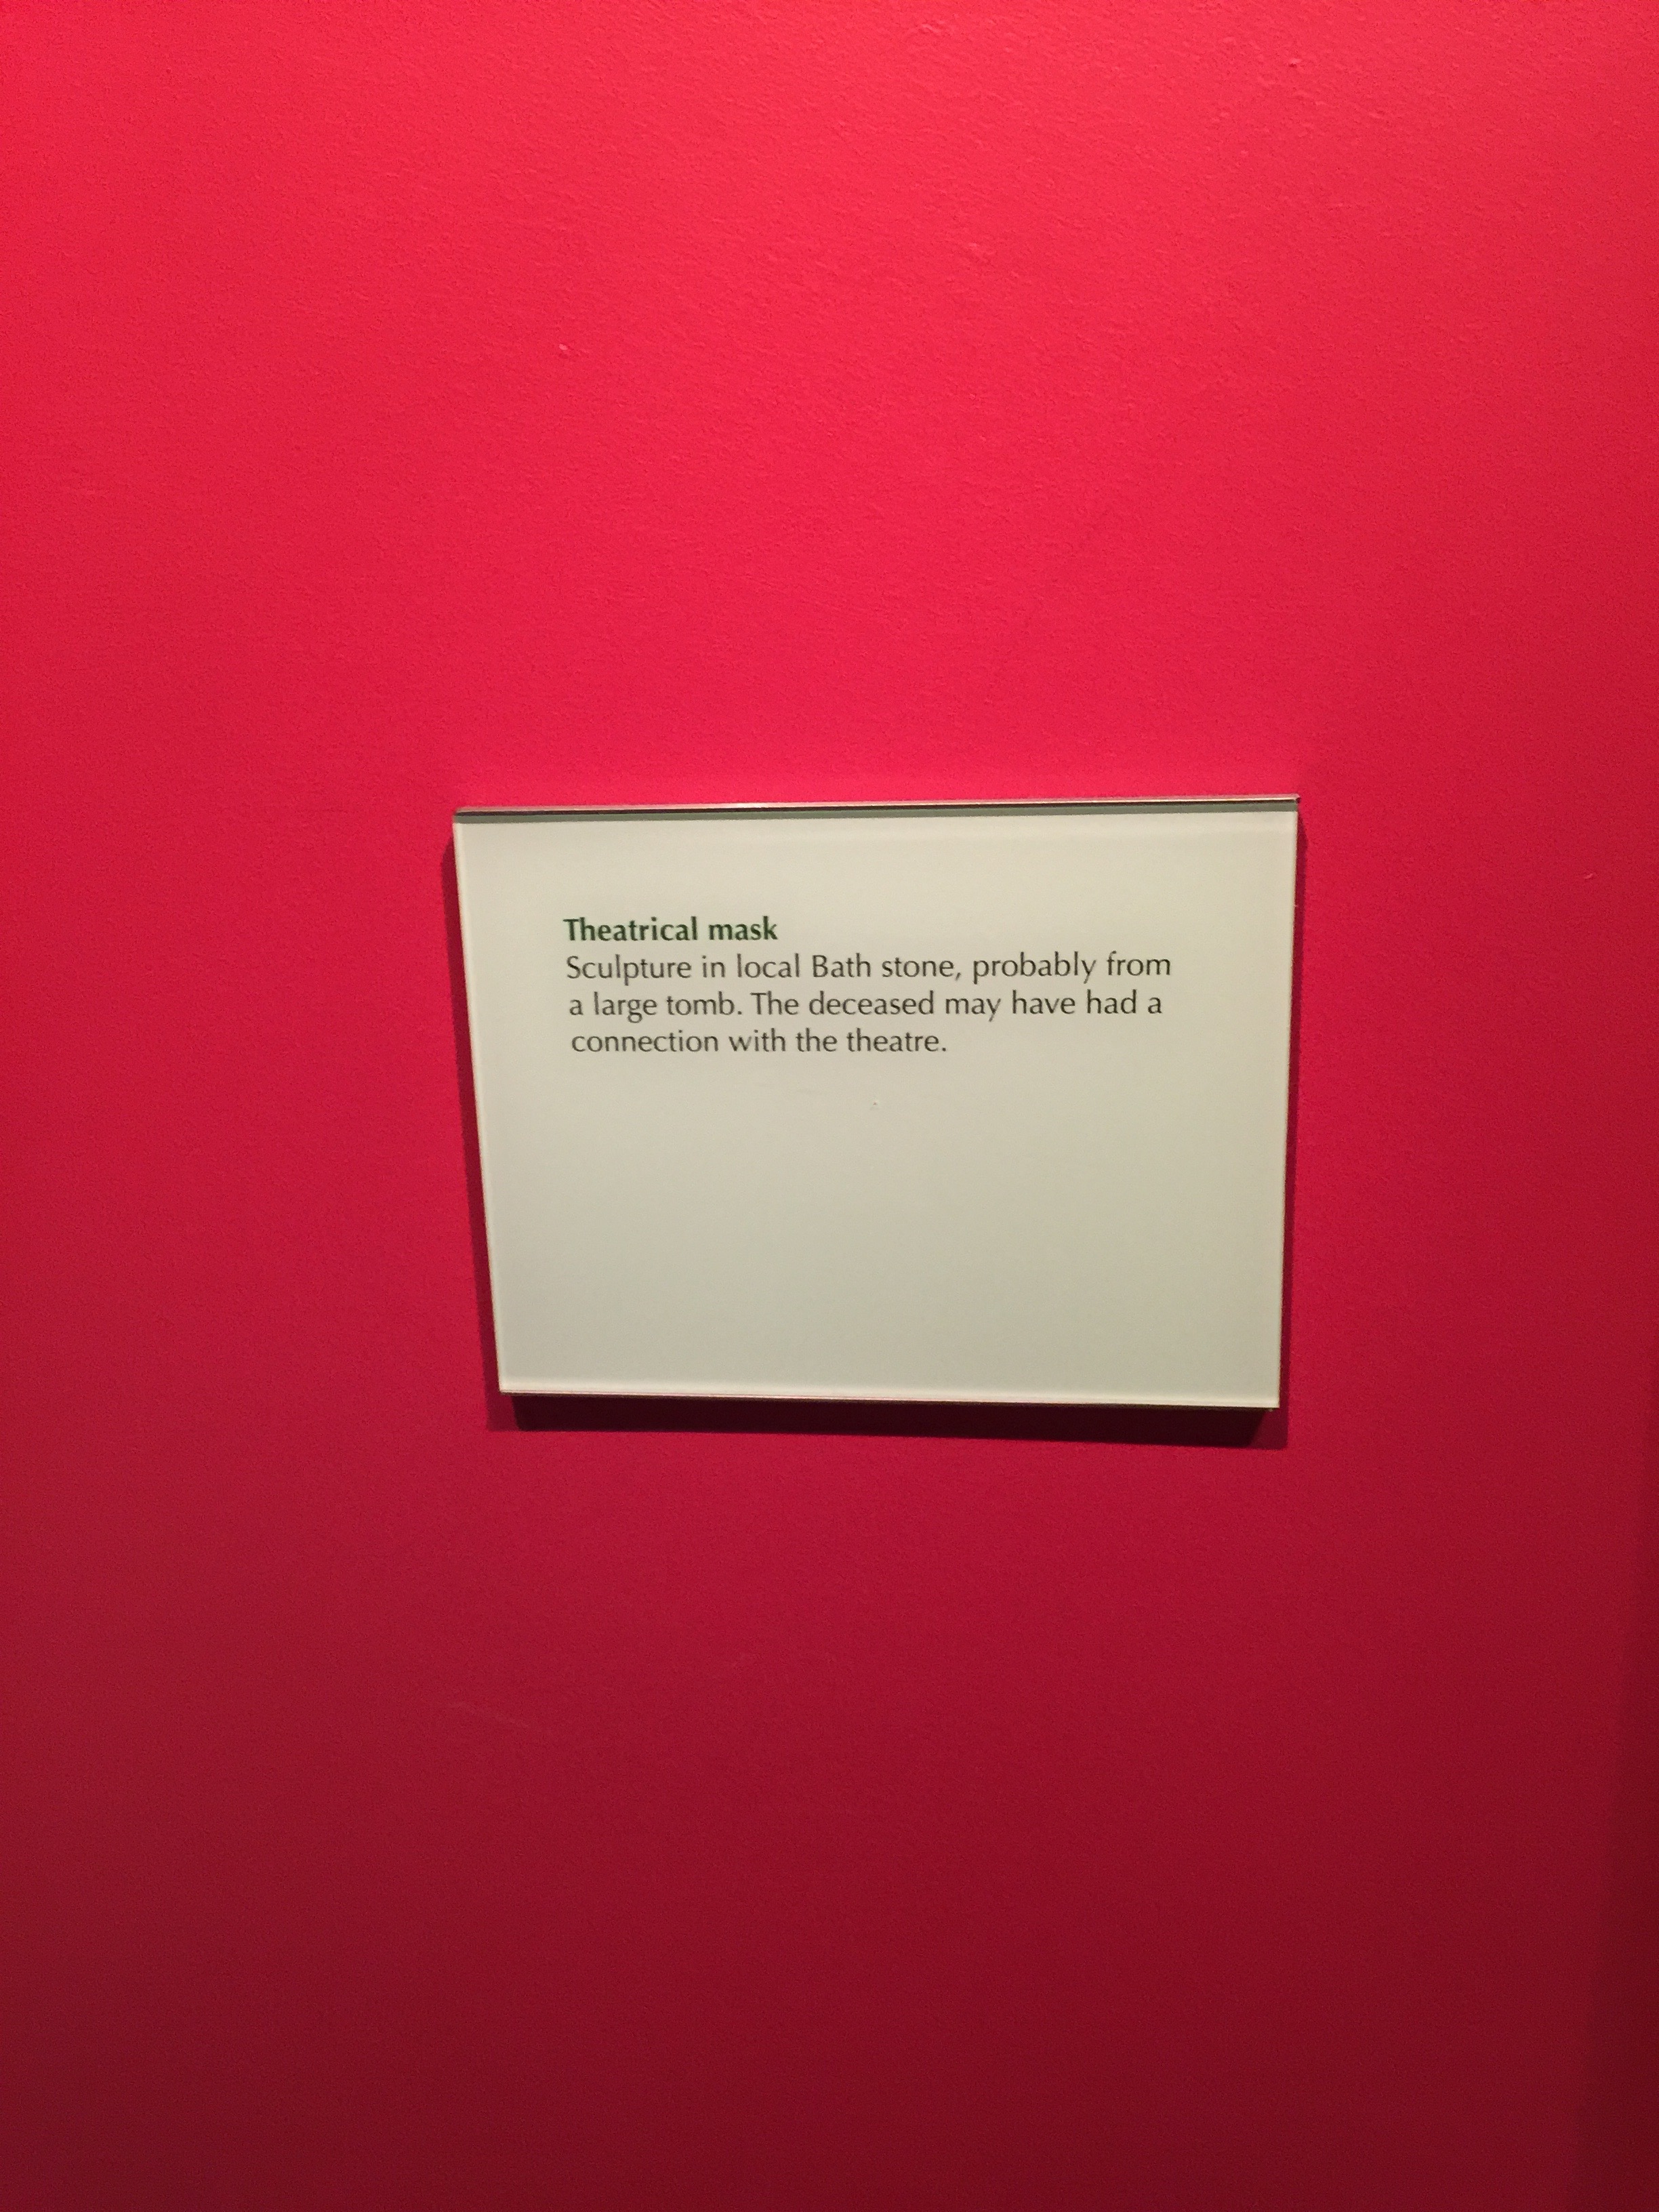 Theatrical mask
Sculpture in local Bath stone, probably from
a large tomb. The deceased may have had a
connection with the theatre.